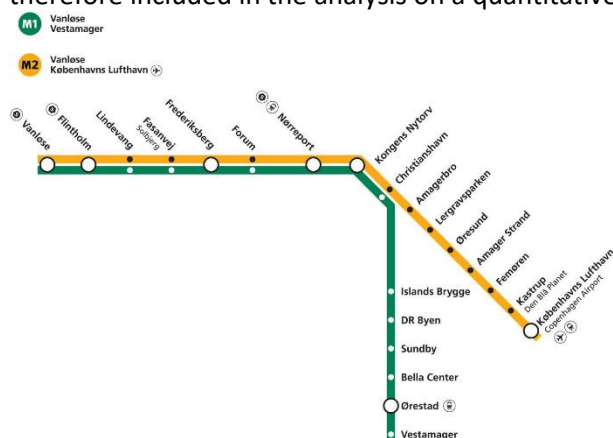 therefore included in the analysis on a quantitative
M1 Vanløse
Vestamager
M2 Vanløse
Københavns Lufthavn
Vanløse
Flintholm
Lindevang
Fasanvej
Solbjerg
Frederiksberg
Forum
Nørreport
Kongens Nytorv
Christianshavn
Amagerbro
Lergravsparken
Øresund
Amager Strand
Femøren
Kastrup
Den Blå Planet
Københavns Lufthavn
Copenhagen Airport
Islands Brygge
DR Byen
Sundby
Bella Center
Ørestad
Vestamager